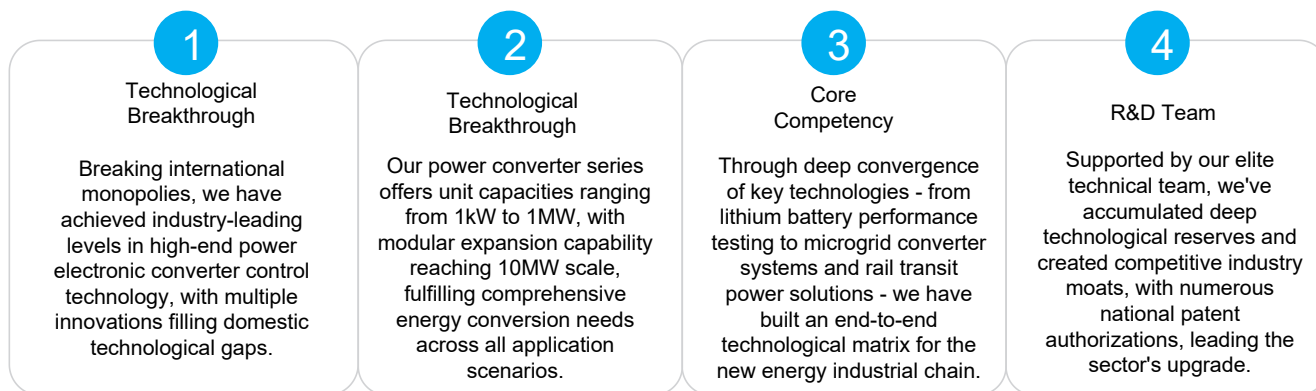 1
Technological
Breakthrough
Breaking international
monopolies, we have
achieved industry-leading
levels in high-end power
electronic converter control
technology, with multiple
innovations filling domestic
technological gaps.
2
Technological
Breakthrough
Our power converter series
offers unit capacities ranging
from 1kW to 1MW, with
modular expansion capability
reaching 10MW scale,
fulfilling comprehensive
energy conversion needs
across all application
scenarios.
3
Core
Competency
Through deep convergence
of key technologies - from
lithium battery performance
testing to microgrid converter
systems and rail transit
power solutions - we have
built an end-to-end
technological matrix for the
new energy industrial chain.
4
R&D Team
Supported by our elite
technical team, we've
accumulated deep
technological reserves and
created competitive industry
moats, with numerous
national patent
authorizations, leading the
sector's upgrade.